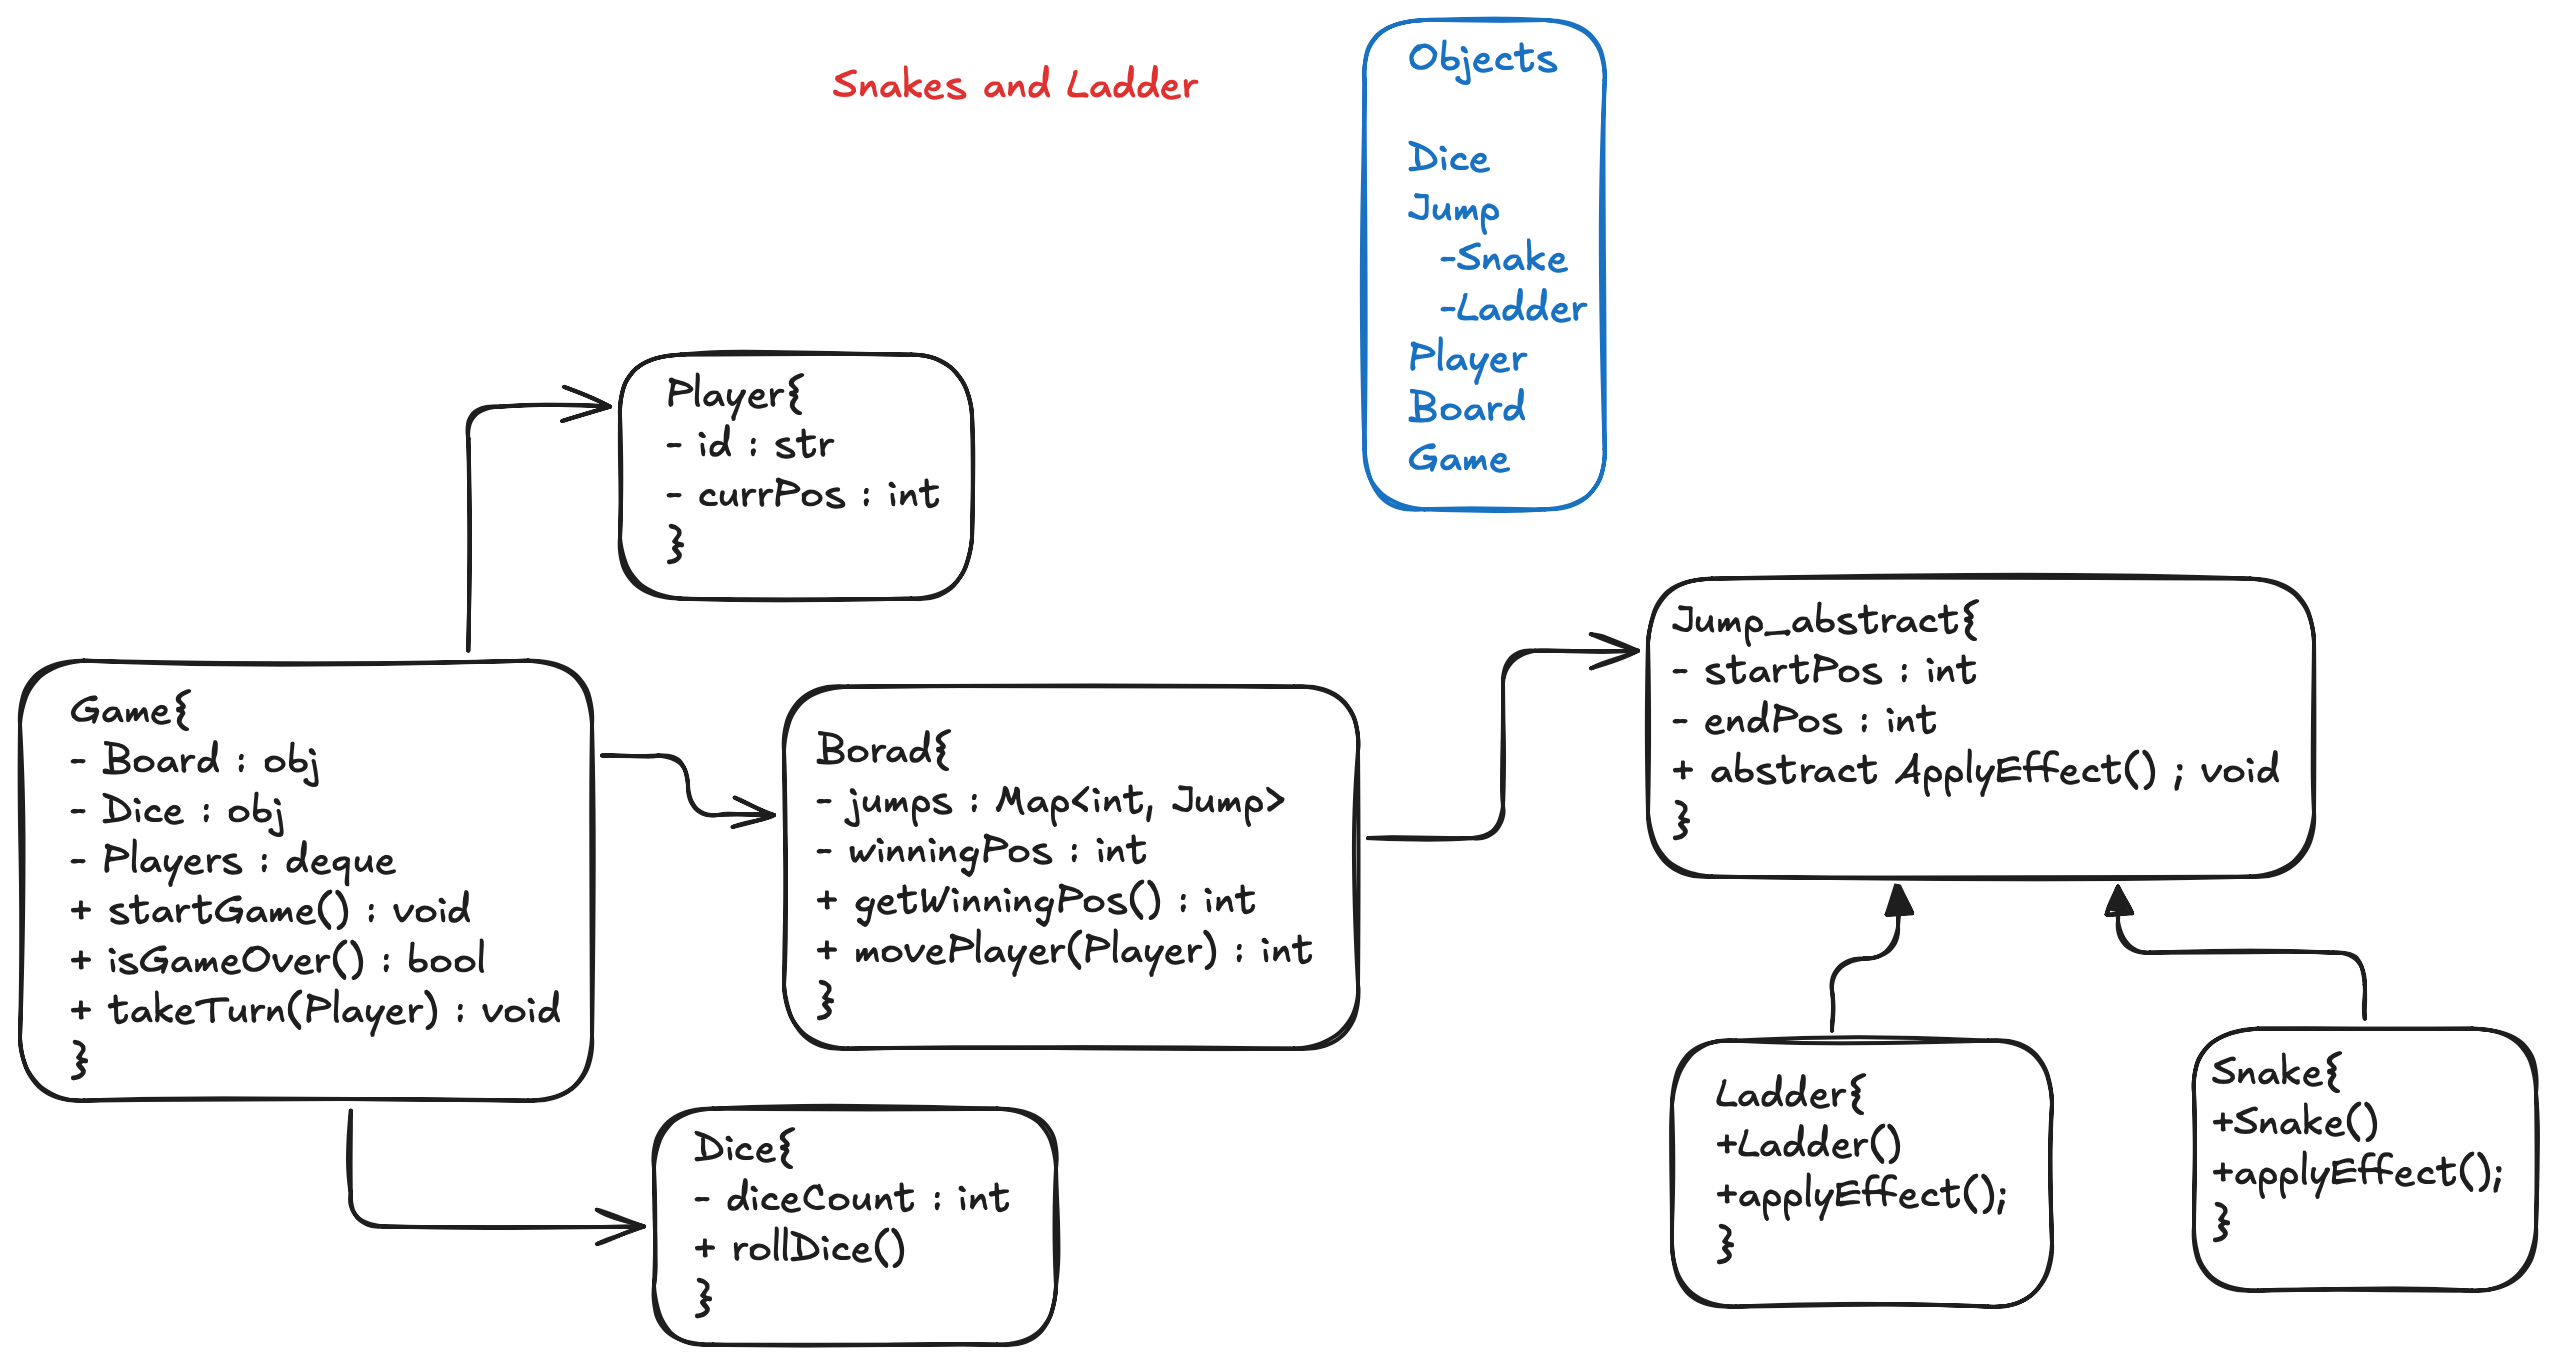 Snakes and Ladder
Objects
Dice
Jump
-Snake
-Ladder
Player
Board
Game
Player{
- id : str
- currPos : int
}
Game{
- Board : obj
- Dice : obj
- Players : deque
+ startGame() : void
+ isGameOver() : bool
+ takeTurn(Player) : void
}
Borad{
- jumps : Map<int, Jump>
- winningPos : int
+ getWinningPos() : int
+ movePlayer(Player) : int
}
Jump_abstract{
- startPos : int
- endPos : int
+ abstract ApplyEffect() ; void
}
Dice{
- diceCount : int
+ rollDice()
}
Ladder{
+Ladder()
+applyEffect();
}
Snake{
+Snake()
+applyEffect();
}